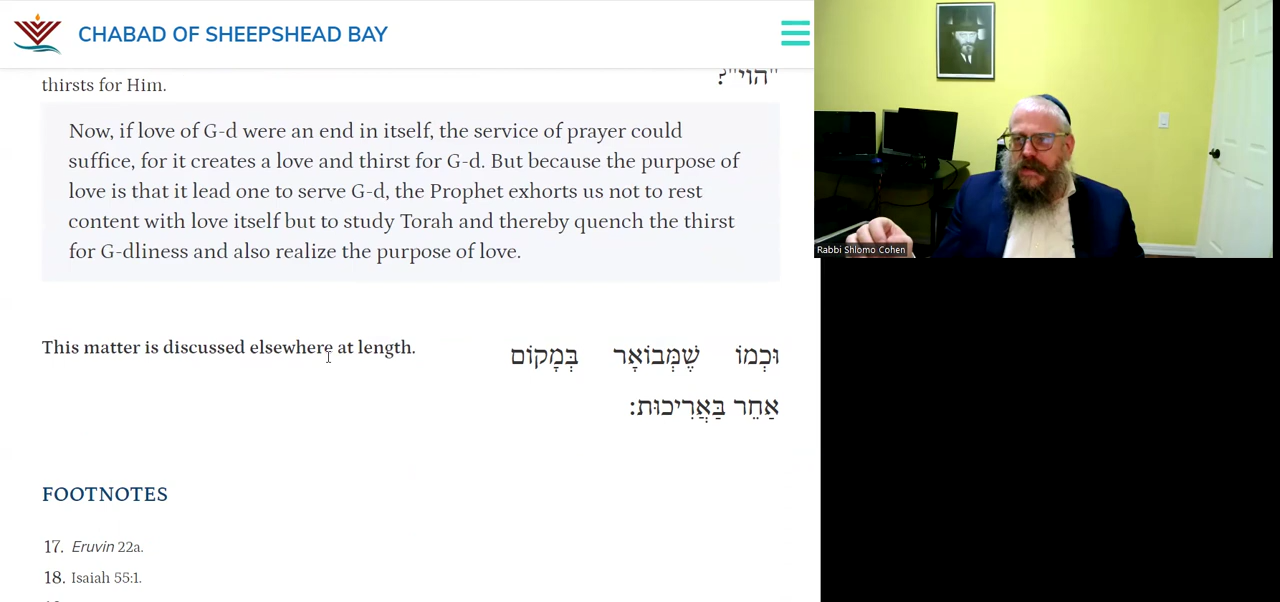 CHABAD OF SHEEPSHEAD BAY
thirsts for Him.
"הוי"?
Now, if love of G-d were an end in itself, the service of prayer could
suffice, for it creates a love and thirst for G-d. But because the purpose of
love is that it lead one to serve G-d, the Prophet exhorts us not to rest
content with love itself but to study Torah and thereby quench the thirst
for G-dliness and also realize the purpose of love.
This matter is discussed elsewhere at length.
וּכְמוֹ שֶׁמְּבוֹאָר בְּמָקוֹם
אַחֵר בַּאֲרִיכוּת:
FOOTNOTES
17. Eruvin 22a.
18. Isaiah 55:1.
Rabbi Shlomo Cohen